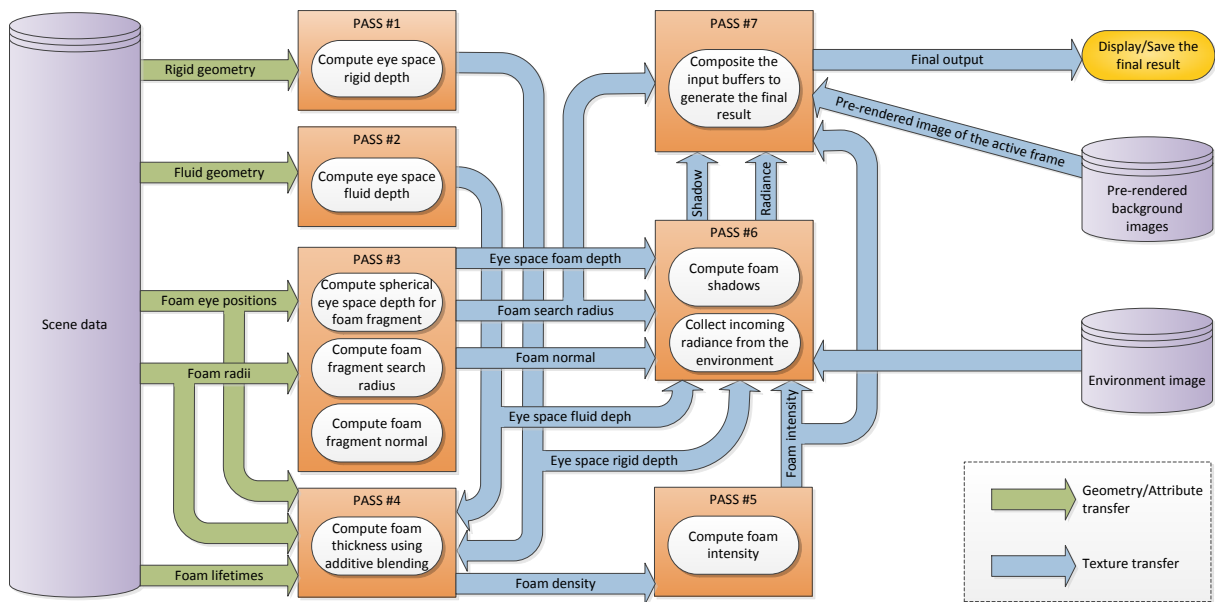 Scene data
Rigid geometry
Fluid geometry
Foam eye positions
Foam radii
Foam lifetimes
PASS #1
Compute eye space
rigid depth
PASS #2
Compute eye space
fluid depth
PASS #3
Compute spherical
eye space depth for
foam fragment
Compute foam
fragment search
radius
Compute foam
fragment normal
PASS #4
Compute foam
thickness using
additive blending
Eye space foam depth
Foam search radius
Foam normal
Eye space fluid deph
Eye space rigid depth
Foam density
PASS #5
Compute foam
intensity
Foam intensity
PASS #6
Compute foam
shadows
Collect incoming
radiance from the
environment
Shadow
Radiance
PASS #7
Composite the
input buffers to
generate the final
result
Final output
Display/Save the
final result
Pre-rendered image of the active frame
Pre-rendered
background
images
Environment image
Geometry/Attribute
transfer
Texture transfer